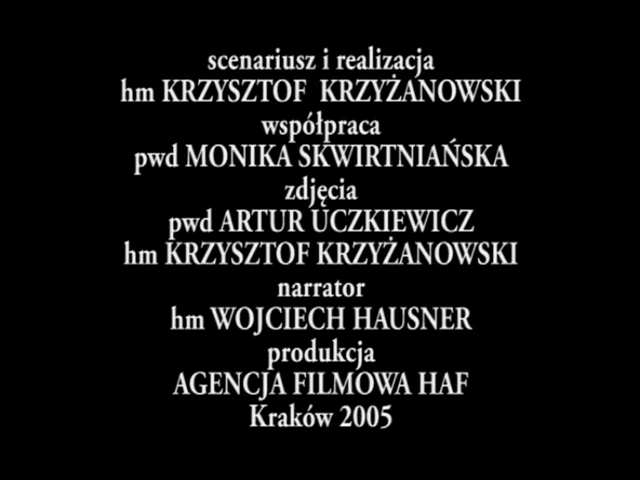 scenariusz i realizacja
hm KRZYSZTOF KRZYŻANOWSKI
współpraca
pwd MONIKA SKWIRTNIAŃSKA
zdjęcia
pwd ARTUR UCZKIEWICZ
hm KRZYSZTOF KRZYŻANOWSKI
narrator
hm WOJCIECH HAUSNER
produkcja
AGENCJA FILMOWA HAF
Kraków 2005